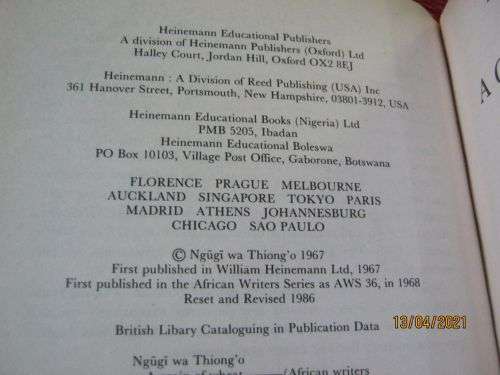 Heinemann Educational Publishers
A division of Heinemann Publishers (Oxford) Ltd
Halley Court, Jordan Hill, Oxford OX2 8EJ
Heinemann : A Division of Reed Publishing (USA) Inc
361 Hanover Street, Portsmouth, New Hampshire, 03801-3912, USA
Heinemann Educational Books (Nigeria) Ltd
PMB 5205, Ibadan
Heinemann Educational Boleswa
PO Box 10103, Village Post Office, Gaborone, Botswana
FLORENCE PRAGUE MELBOURNE
AUCKLAND SINGAPORE TOKYO PARIS
MADRID ATHENS JOHANNESBURG
CHICAGO SAO PAULO
© Ngũgĩ wa Thiong'o 1967
First published in William Heinemann Ltd, 1967
First published in the African Writers Series as AWS 36, in 1968
Reset and Revised 1986
British Libary Cataloguing in Publication Data
Ngũgĩ wa Thiong'o
(African writers
A
13/04/2021